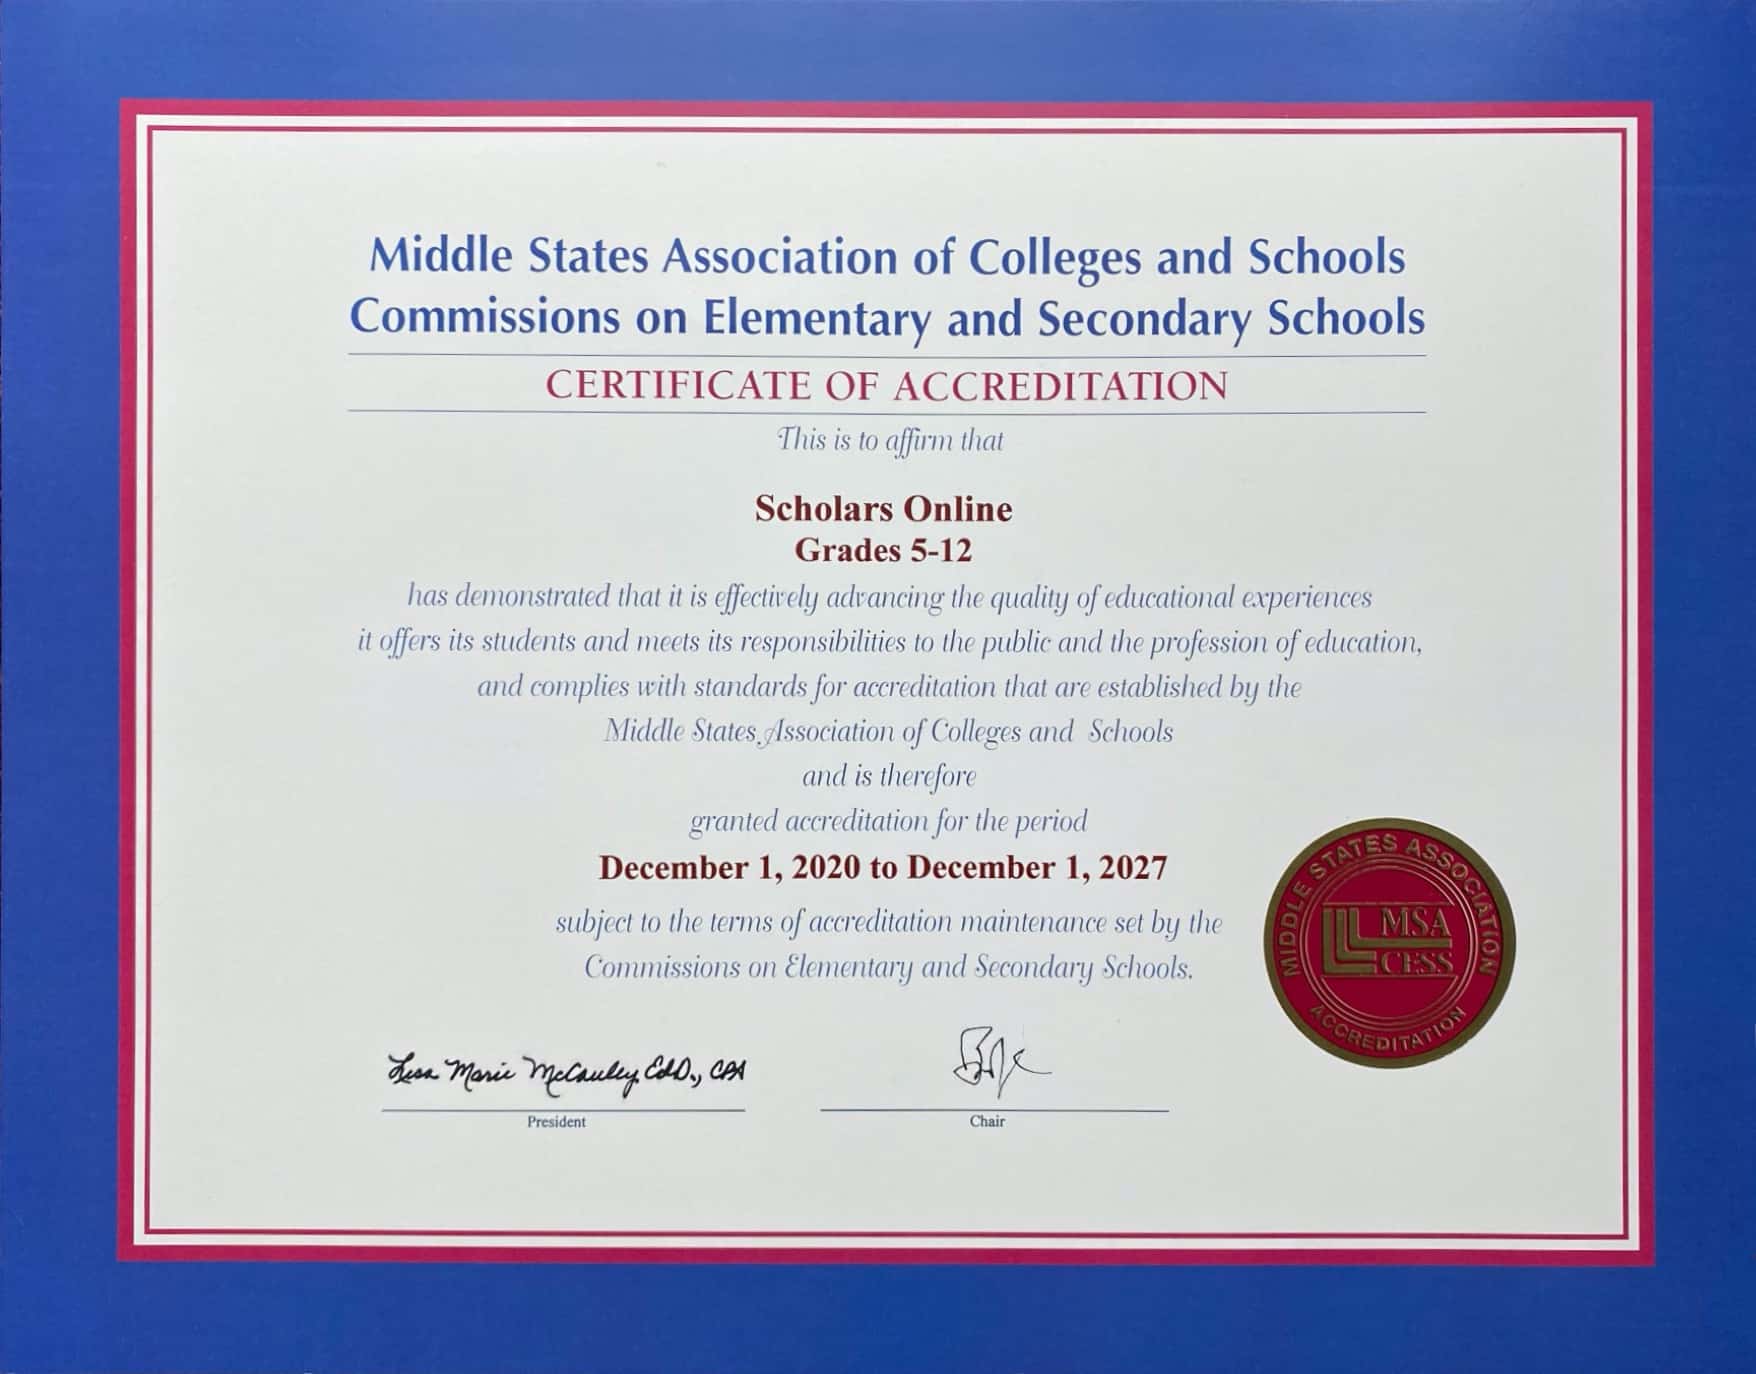 Middle States Association of Colleges and Schools
Commissions on Elementary and Secondary Schools
CERTIFICATE OF ACCREDITATION
This is to affirm that
Scholars Online
Grades 5-12
has demonstrated that it is effectively advancing the quality of educational experiences
it offers its students and meets its responsibilities to the public and the profession of education,
and complies with standards for accreditation that are established by the
Middle States Association of Colleges and Schools
and is therefore
granted accreditation for the period
December 1, 2020 to December 1, 2027
subject to the terms of accreditation maintenance set by the
Commissions on Elementary and Secondary Schools.
MIDDLE STATES ASSOCIATION
MSA
CESS
ACCREDITATION
Lisa Marie McCauley, EdD., CPA
President
Chair